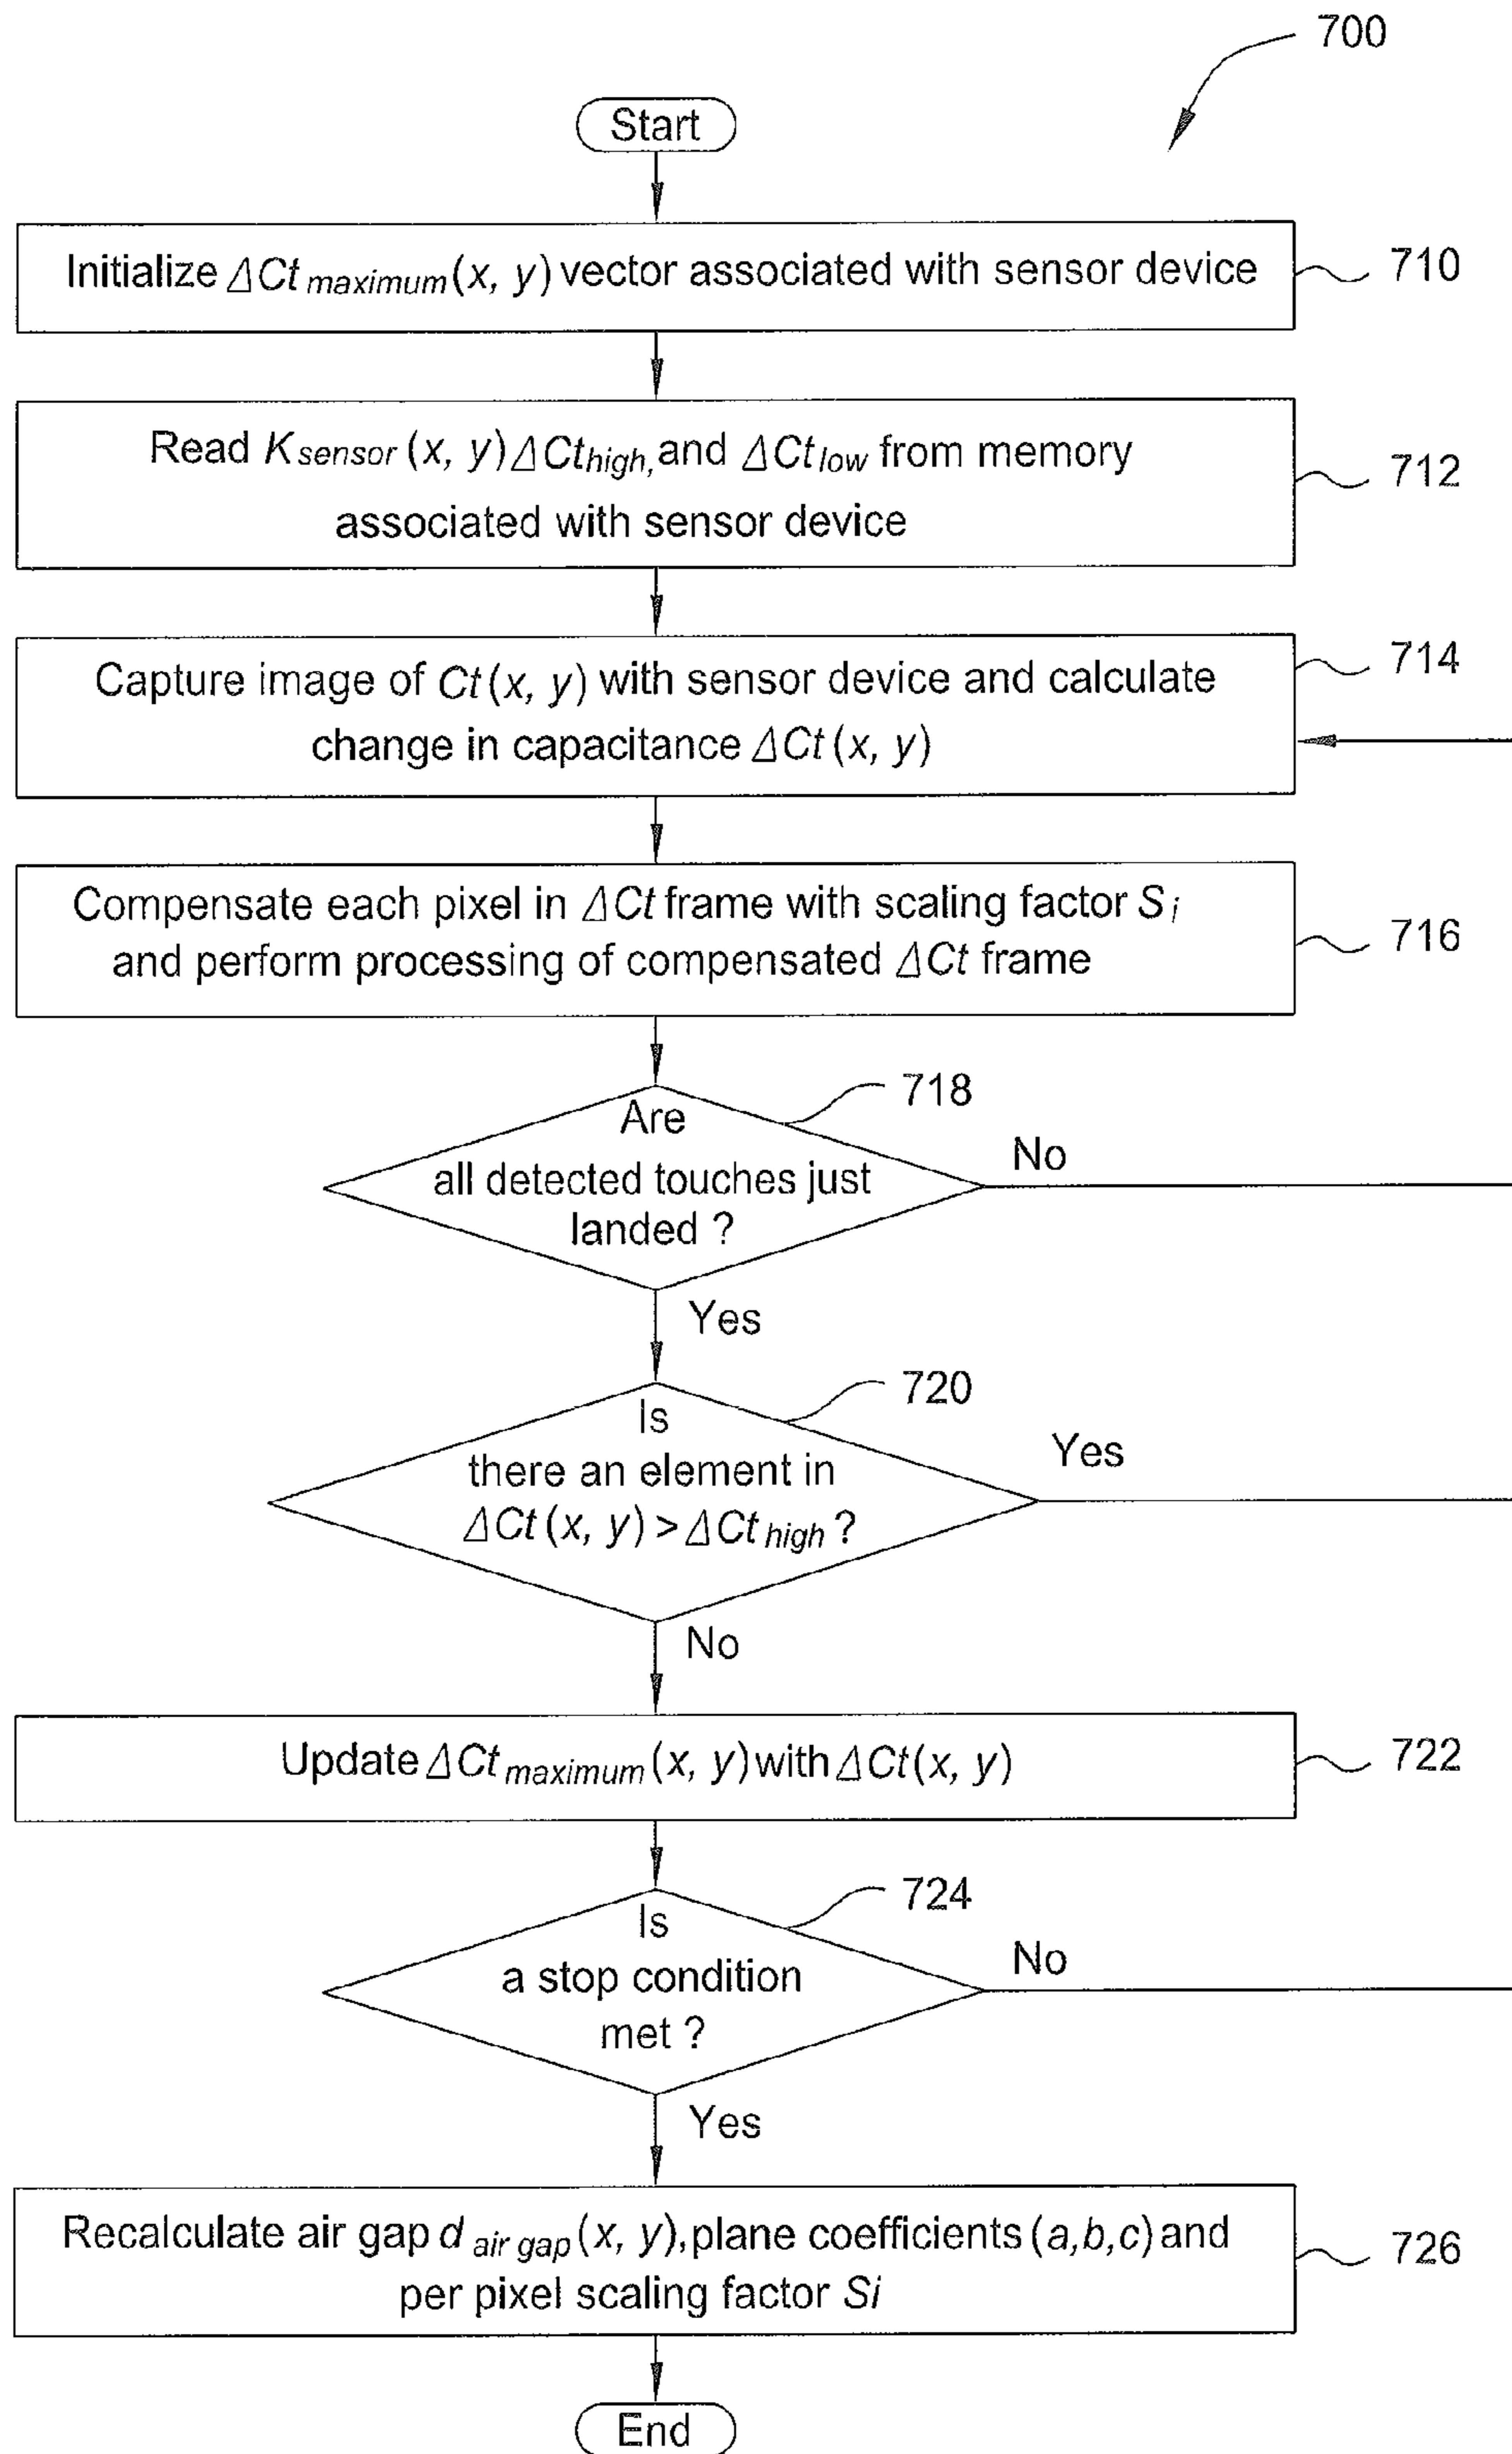 700
Start
Initialize ΔCt maximum(x, y) vector associated with sensor device
710
Read Ksensor (x, y) ΔCthigh, and ΔCtlow from memory
associated with sensor device
712
Capture image of Ct(x, y) with sensor device and calculate
change in capacitance ΔCt(x, y)
714
Compensate each pixel in ΔCt frame with scaling factor Si
and perform processing of compensated ΔCt frame
716
Are
all detected touches just
landed ?
718
No
Yes
Is
there an element in
ΔCt(x, y) > ΔCt high ?
720
Yes
No
Update ΔCt maximum(x, y) with ΔCt(x, y)
722
Is
a stop condition
met ?
724
No
Yes
Recalculate air gap d air gap(x, y), plane coefficients (a,b,c) and
per pixel scaling factor Si
726
End